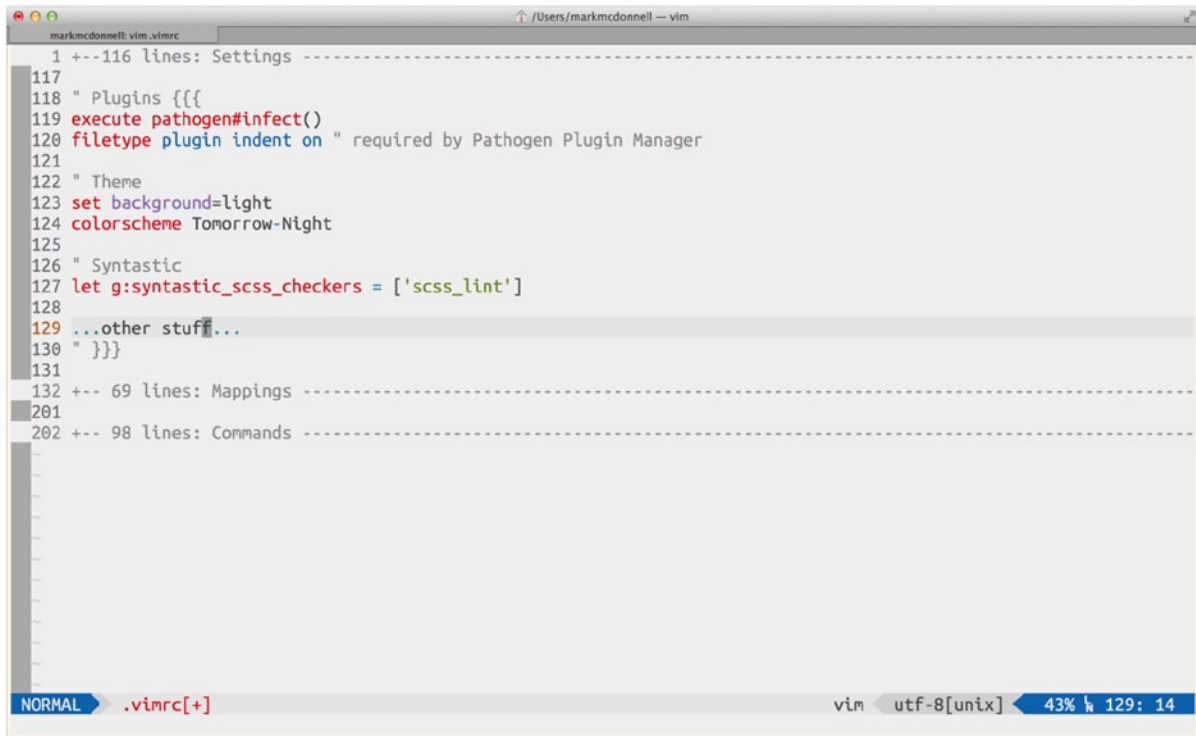 /Users/markmcdonnell — vim
markmcdonnell: vim .vimrc
1 +--116 lines: Settings ----------------------------------------------------------------------------------------------------------
117
118 " Plugins {{{
119 execute pathogen#infect()
120 filetype plugin indent on " required by Pathogen Plugin Manager
121
122 " Theme
123 set background=light
124 colorscheme Tomorrow-Night
125
126 " Syntastic
127 let g:syntastic_scss_checkers = ['scss_lint']
128
129 ...other stuff...
130 " }}}
131
132 +-- 69 lines: Mappings ----------------------------------------------------------------------------------------------------------
201
202 +-- 98 lines: Commands ----------------------------------------------------------------------------------------------------------
~
~
~
~
~
~
~
~
~
~
~
~
NORMAL .vimrc[+] vim utf-8[unix] 43% LN 129: 14